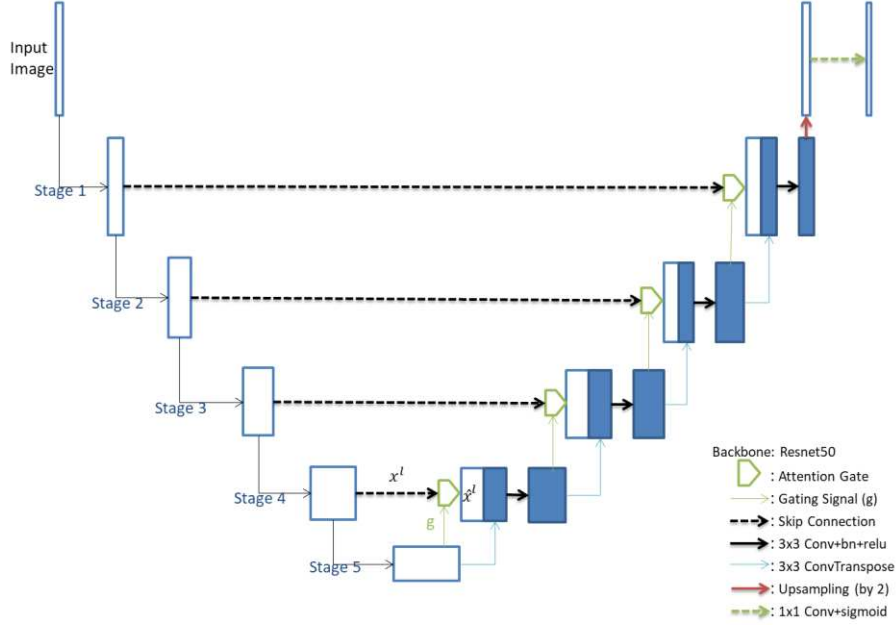 Input
Image
Stage 1
Stage 2
Stage 3
Stage 4
x^l
x̂^l
g
Stage 5
Backbone: Resnet50
: Attention Gate
: Gating Signal (g)
: Skip Connection
: 3x3 Conv+bn+relu
: 3x3 ConvTranspose
: Upsampling (by 2)
: 1x1 Conv+sigmoid